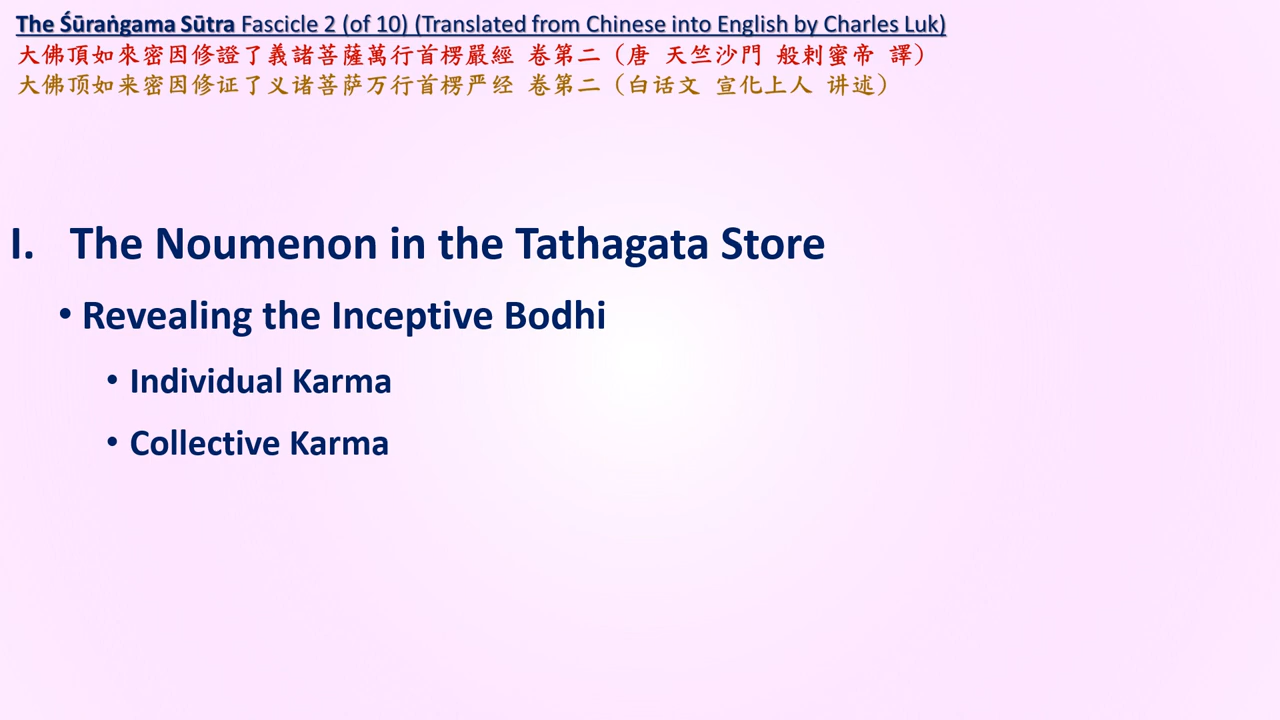 The Śūraṅgama Sūtra Fascicle 2 (of 10) (Translated from Chinese into English by Charles Luk)
大佛頂如來密因修證了義諸菩薩萬行首楞嚴經 卷第二（唐 天竺沙門 般剌蜜帝 譯）
大佛顶如来密因修证了义诸菩萨万行首楞严经 卷第二（白话文 宣化上人 讲述）
I. The Noumenon in the Tathagata Store
• Revealing the Inceptive Bodhi
• Individual Karma
• Collective Karma